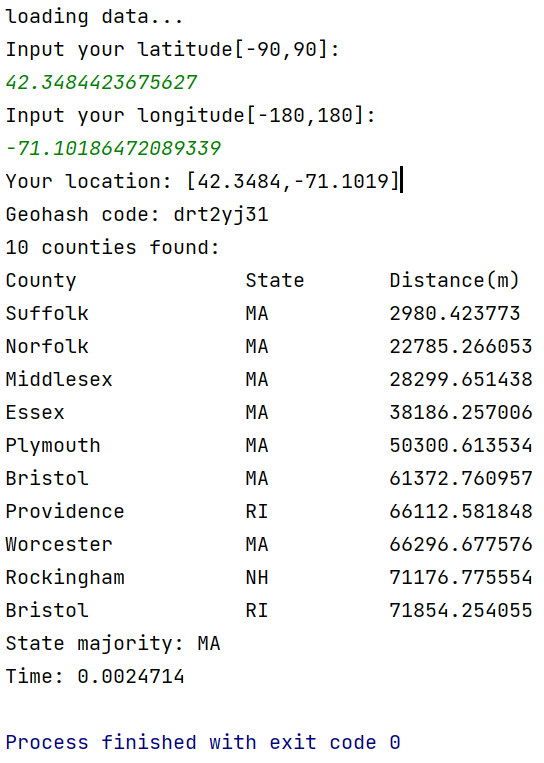 loading data...
Input your latitude[-90,90]:
42.3484423675627
Input your longitude[-180,180]:
-71.10186472089339
Your location: [42.3484,-71.1019]
Geohash code: drt2yj31
10 counties found:
County State Distance(m)
Suffolk MA 2980.423773
Norfolk MA 22785.266053
Middlesex MA 28299.651438
Essex MA 38186.257006
Plymouth MA 50300.613534
Bristol MA 61372.760957
Providence RI 66112.581848
Worcester MA 66296.677576
Rockingham NH 71176.775554
Bristol RI 71854.254055
State majority: MA
Time: 0.0024714
Process finished with exit code 0